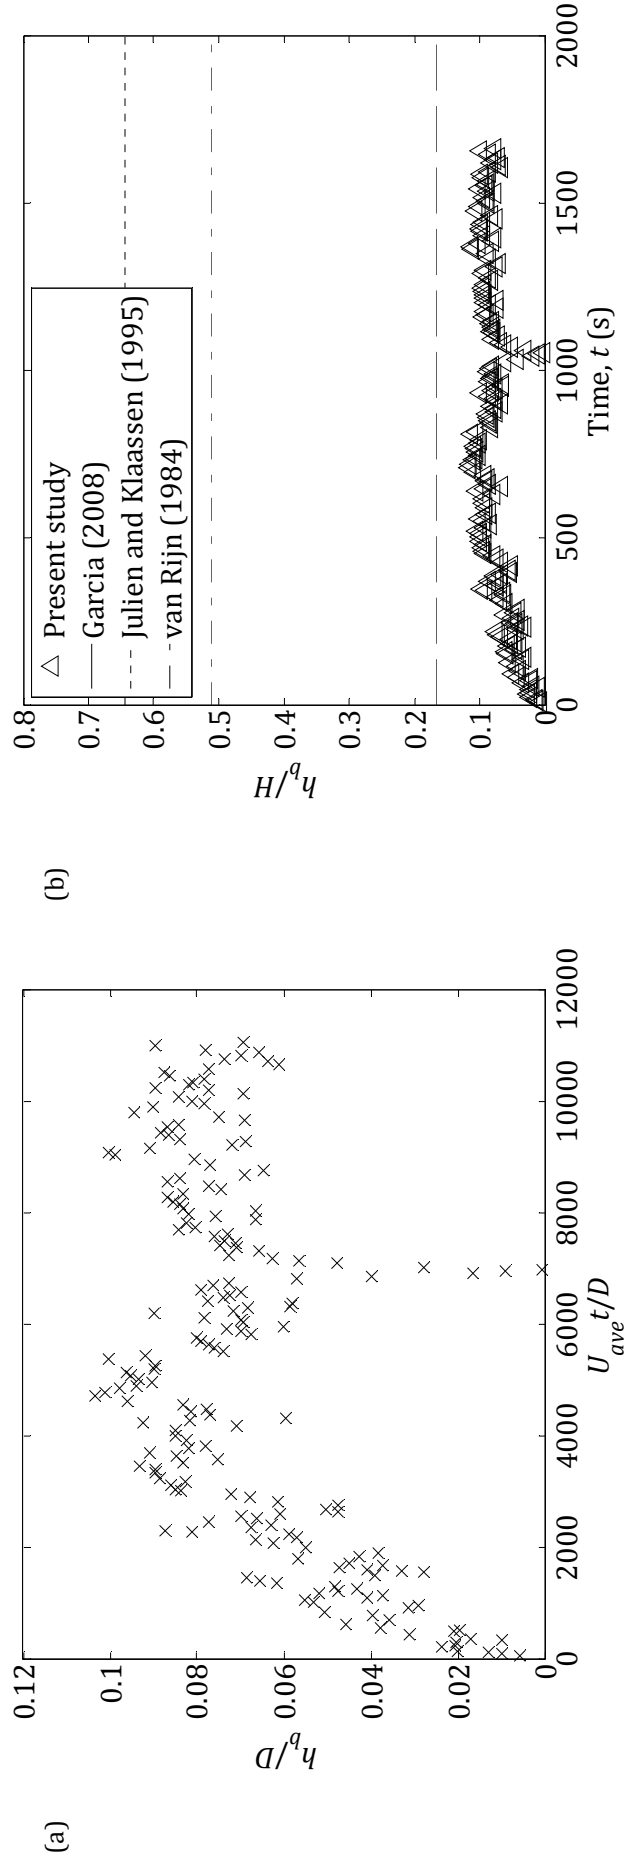 (a)
h_b/D
0.12
0.1
0.08
0.06
0.04
0.02
0
0 2000 4000 6000 8000 10000 12000
U_ave t/D
(b)
h_b/H
0.8
0.7
0.6
0.5
0.4
0.3
0.2
0.1
0
Present study
Garcia (2008)
Julien and Klaassen (1995)
van Rijn (1984)
0 500 1000 1500 2000
Time, t (s)